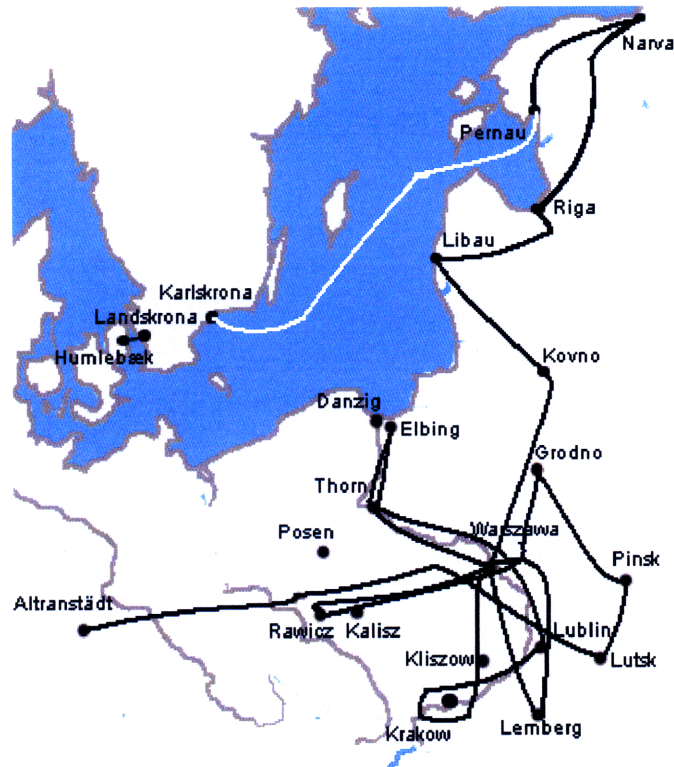 Narva
Pernau
Riga
Libau
Karlskrona
Landskrona
Humlebæk
Kovno
Danzig
Elbing
Grodno
Thorn
Warszawa
Posen
Pinsk
Altranstädt
Rawicz
Kalisz
Lublin
Kliszow
Lutsk
Krakow
Lemberg